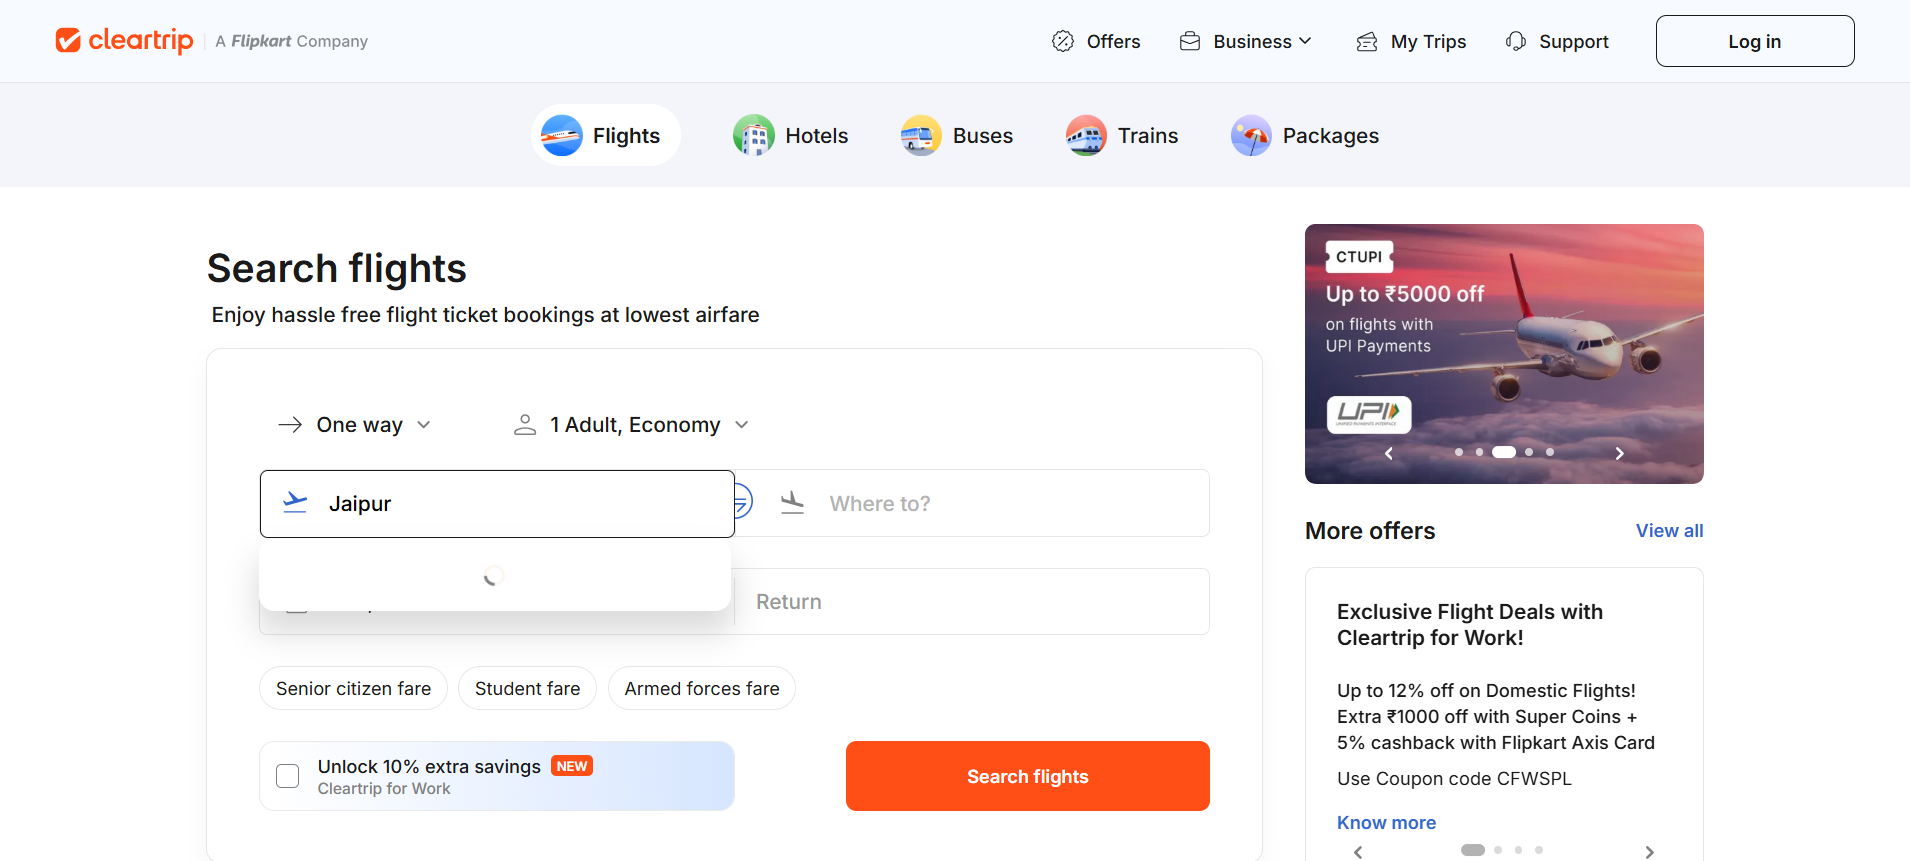 cleartrip
A Flipkart Company
Offers
Business
My Trips
Support
Log in
Flights
Hotels
Buses
Trains
Packages
Search flights
Enjoy hassle free flight ticket bookings at lowest airfare
One way
1 Adult, Economy
Jaipur
Where to?
Return
Senior citizen fare
Student fare
Armed forces fare
Unlock 10% extra savings NEW
Cleartrip for Work
Search flights
CTUPI
Up to ₹5000 off
on flights with
UPI Payments
UPI
UNIFIED PAYMENTS INTERFACE
More offers
View all
Exclusive Flight Deals with
Cleartrip for Work!
Up to 12% off on Domestic Flights!
Extra ₹1000 off with Super Coins +
5% cashback with Flipkart Axis Card
Use Coupon code CFWSPL
Know more